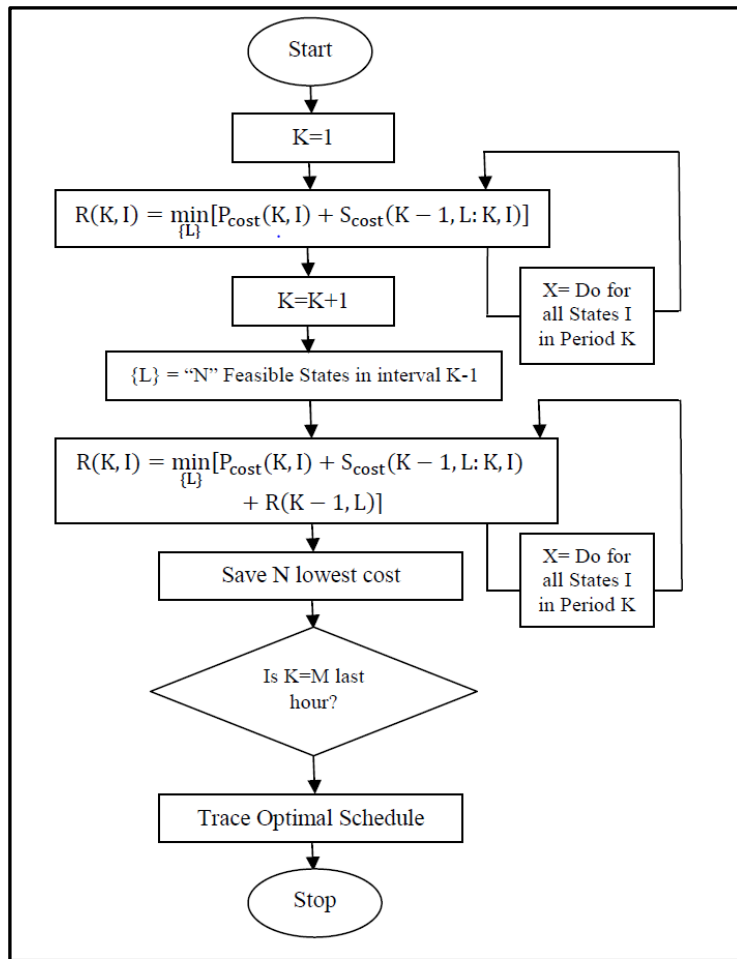 Start
K=1
R(K, I) = min[P_cost(K, I) + S_cost(K − 1, L: K, I)]
{L}
K=K+1
X= Do for
all States I
in Period K
{L} = “N” Feasible States in interval K-1
R(K, I) = min[P_cost(K, I) + S_cost(K − 1, L: K, I)
{L}
+ R(K − 1, L)]
Save N lowest cost
X= Do for
all States I
in Period K
Is K=M last
hour?
Trace Optimal Schedule
Stop